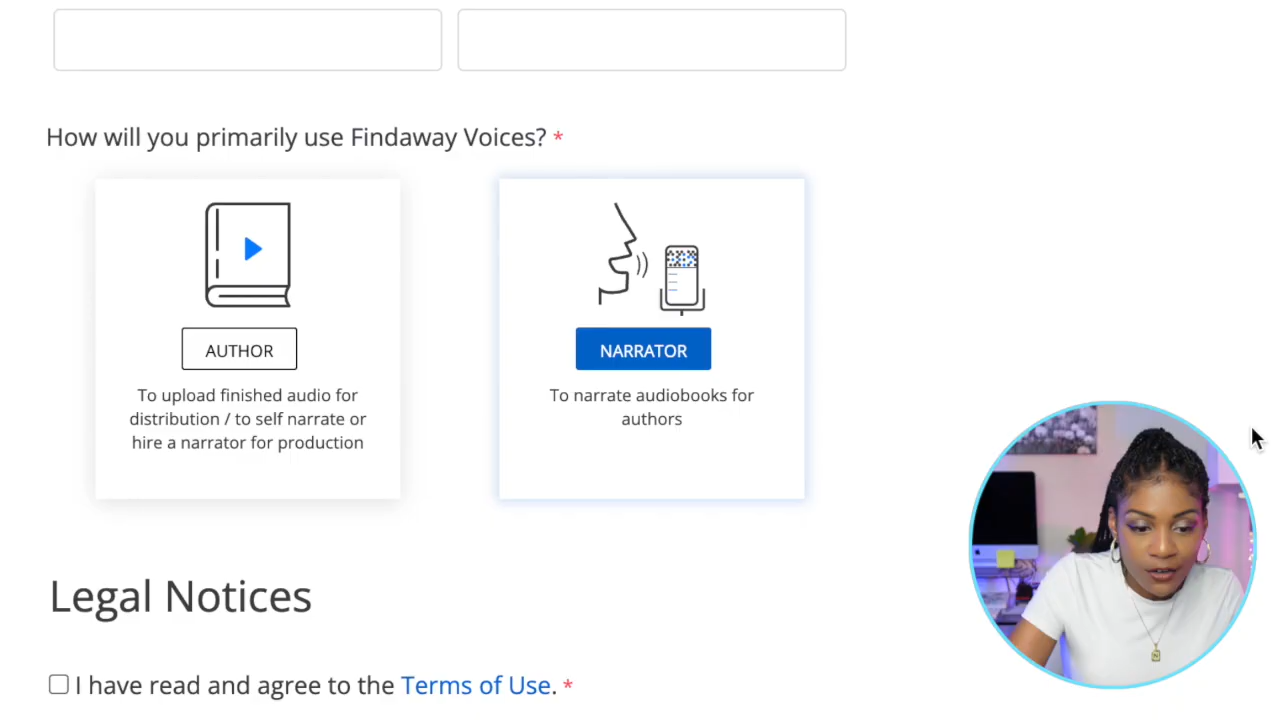 How will you primarily use Findaway Voices? *
AUTHOR
To upload finished audio for
distribution / to self narrate or
hire a narrator for production
NARRATOR
To narrate audiobooks for
authors
Legal Notices
I have read and agree to the Terms of Use. *